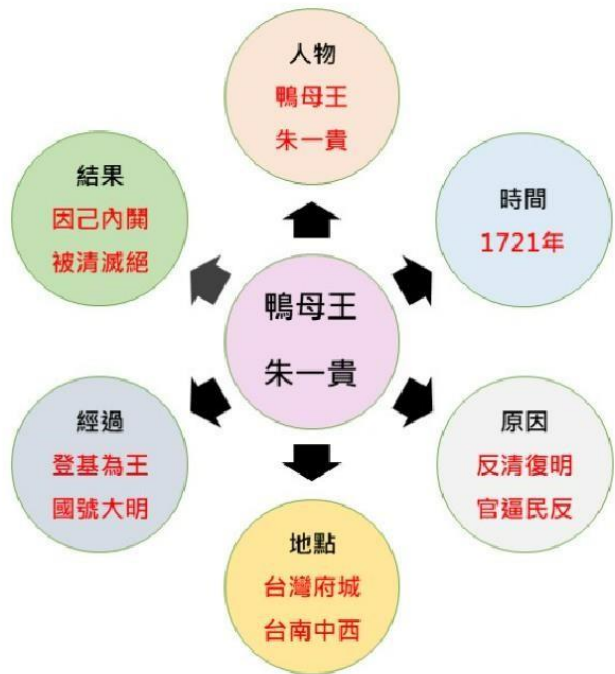 人物
鴨母王
朱一貴
時間
1721年
原因
反清復明
官逼民反
地點
台灣府城
台南中西
經過
登基為王
國號大明
結果
因己內鬨
被清滅絕
鴨母王
朱一貴